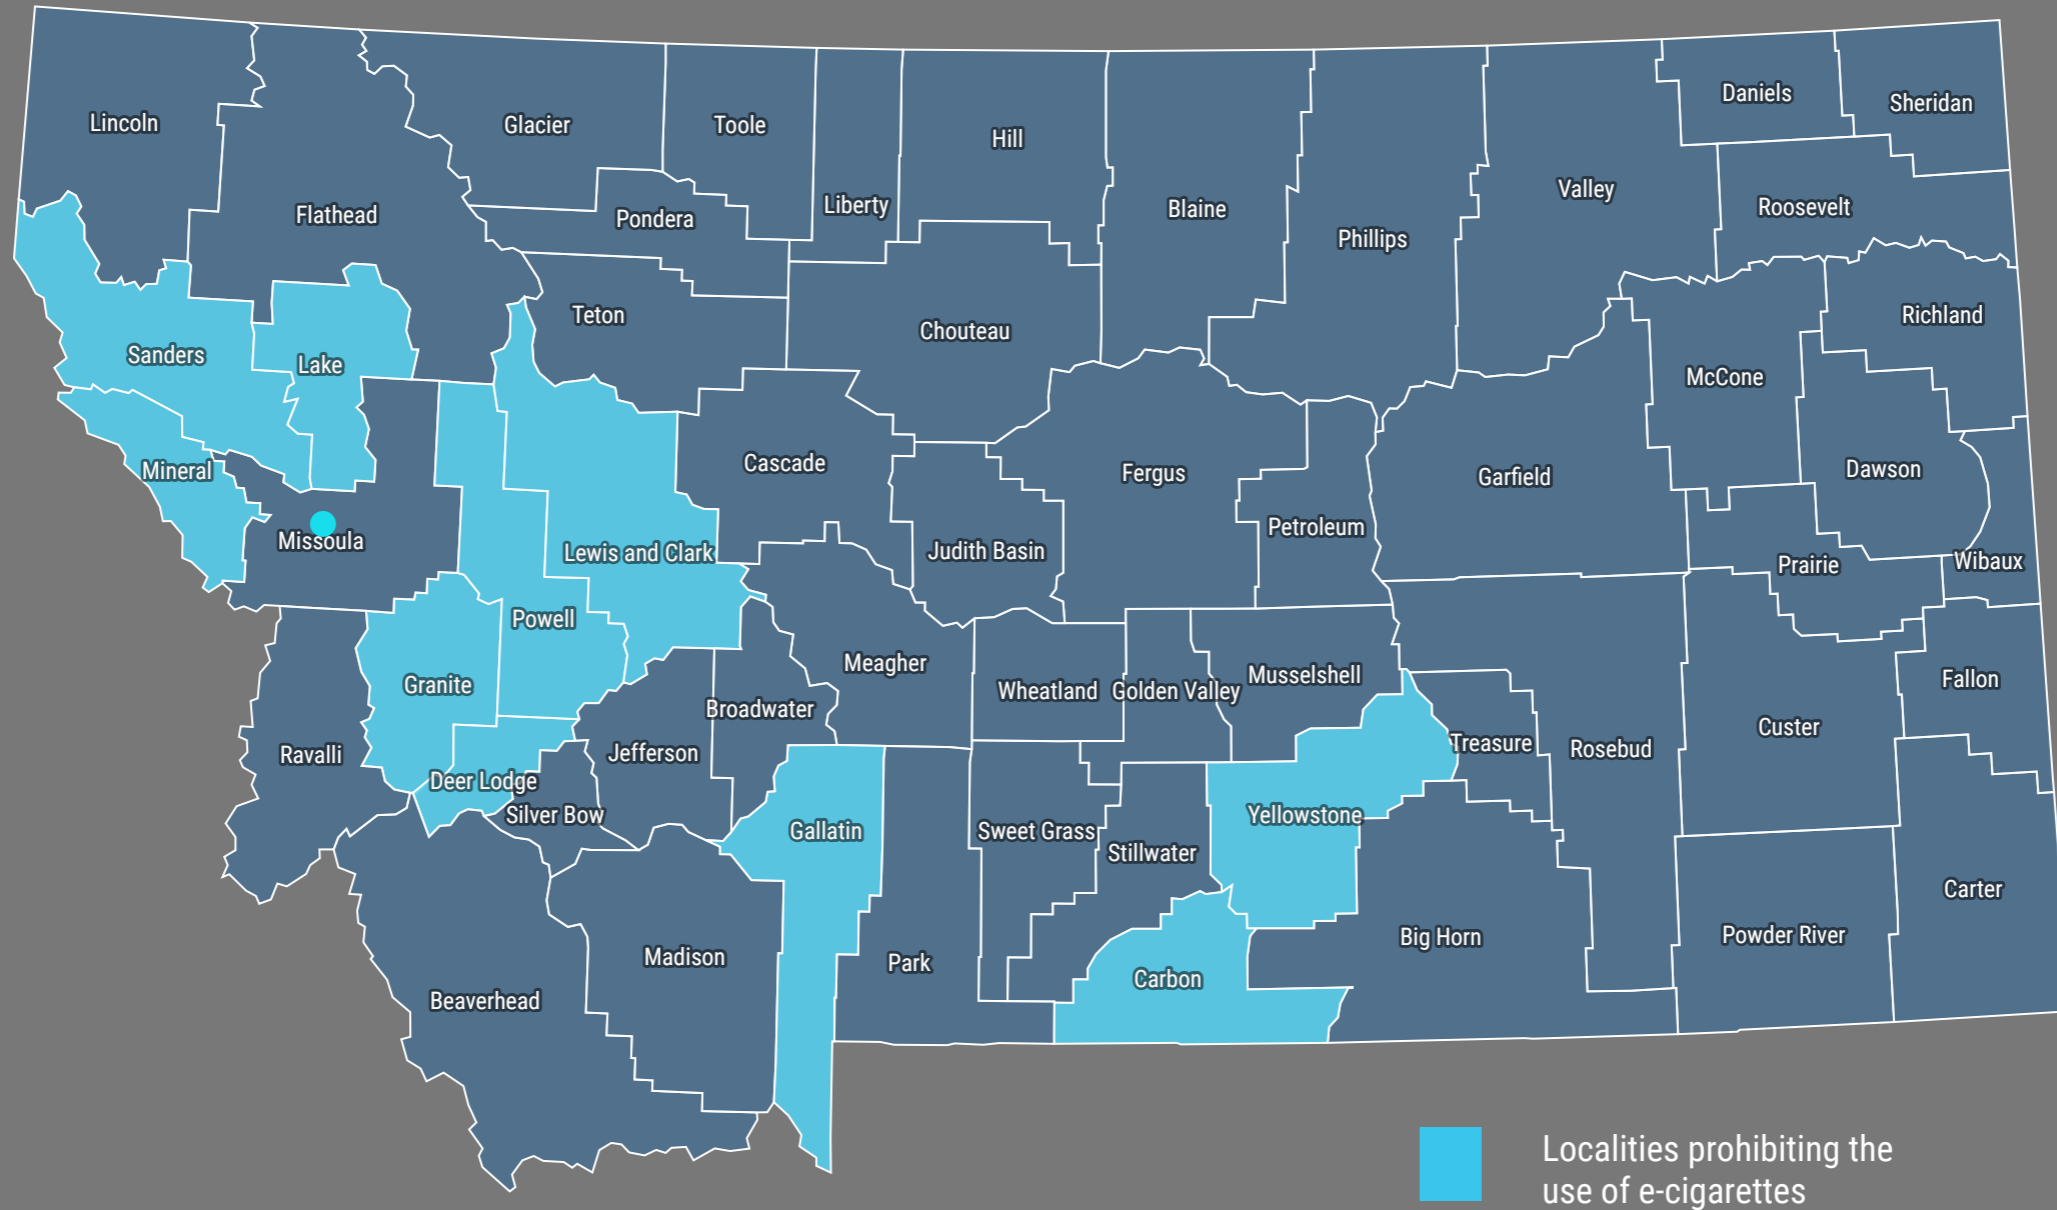 Lincoln
Flathead
Glacier
Toole
Liberty
Hill
Blaine
Phillips
Valley
Daniels
Sheridan
Roosevelt
Pondera
Teton
Chouteau
Richland
McCone
Dawson
Sanders
Lake
Mineral
Missoula
Lewis and Clark
Cascade
Judith Basin
Fergus
Petroleum
Garfield
Prairie
Wibaux
Powell
Granite
Meagher
Wheatland
Golden Valley
Musselshell
Treasure
Rosebud
Custer
Fallon
Ravalli
Deer Lodge
Silver Bow
Jefferson
Broadwater
Gallatin
Sweet Grass
Stillwater
Yellowstone
Carter
Beaverhead
Madison
Park
Carbon
Big Horn
Powder River
Localities prohibiting the
use of e-cigarettes